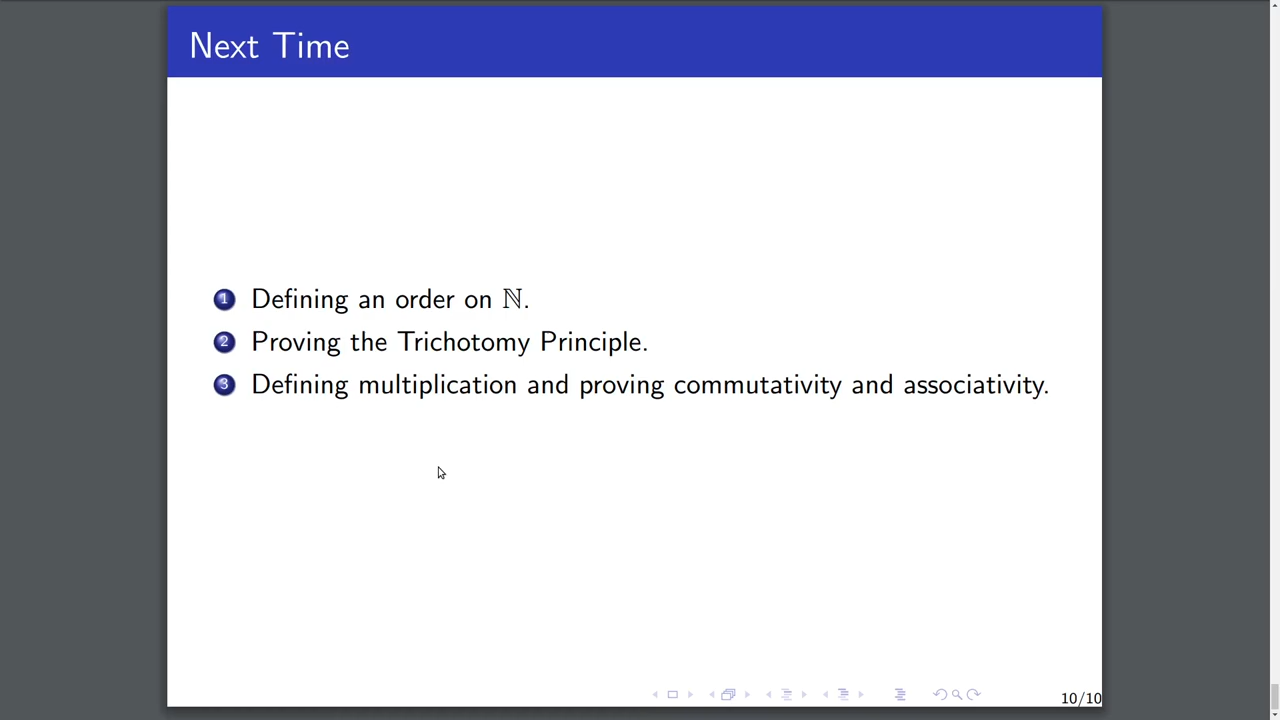 Next Time
1 Defining an order on ℕ.
2 Proving the Trichotomy Principle.
3 Defining multiplication and proving commutativity and associativity.
10/10